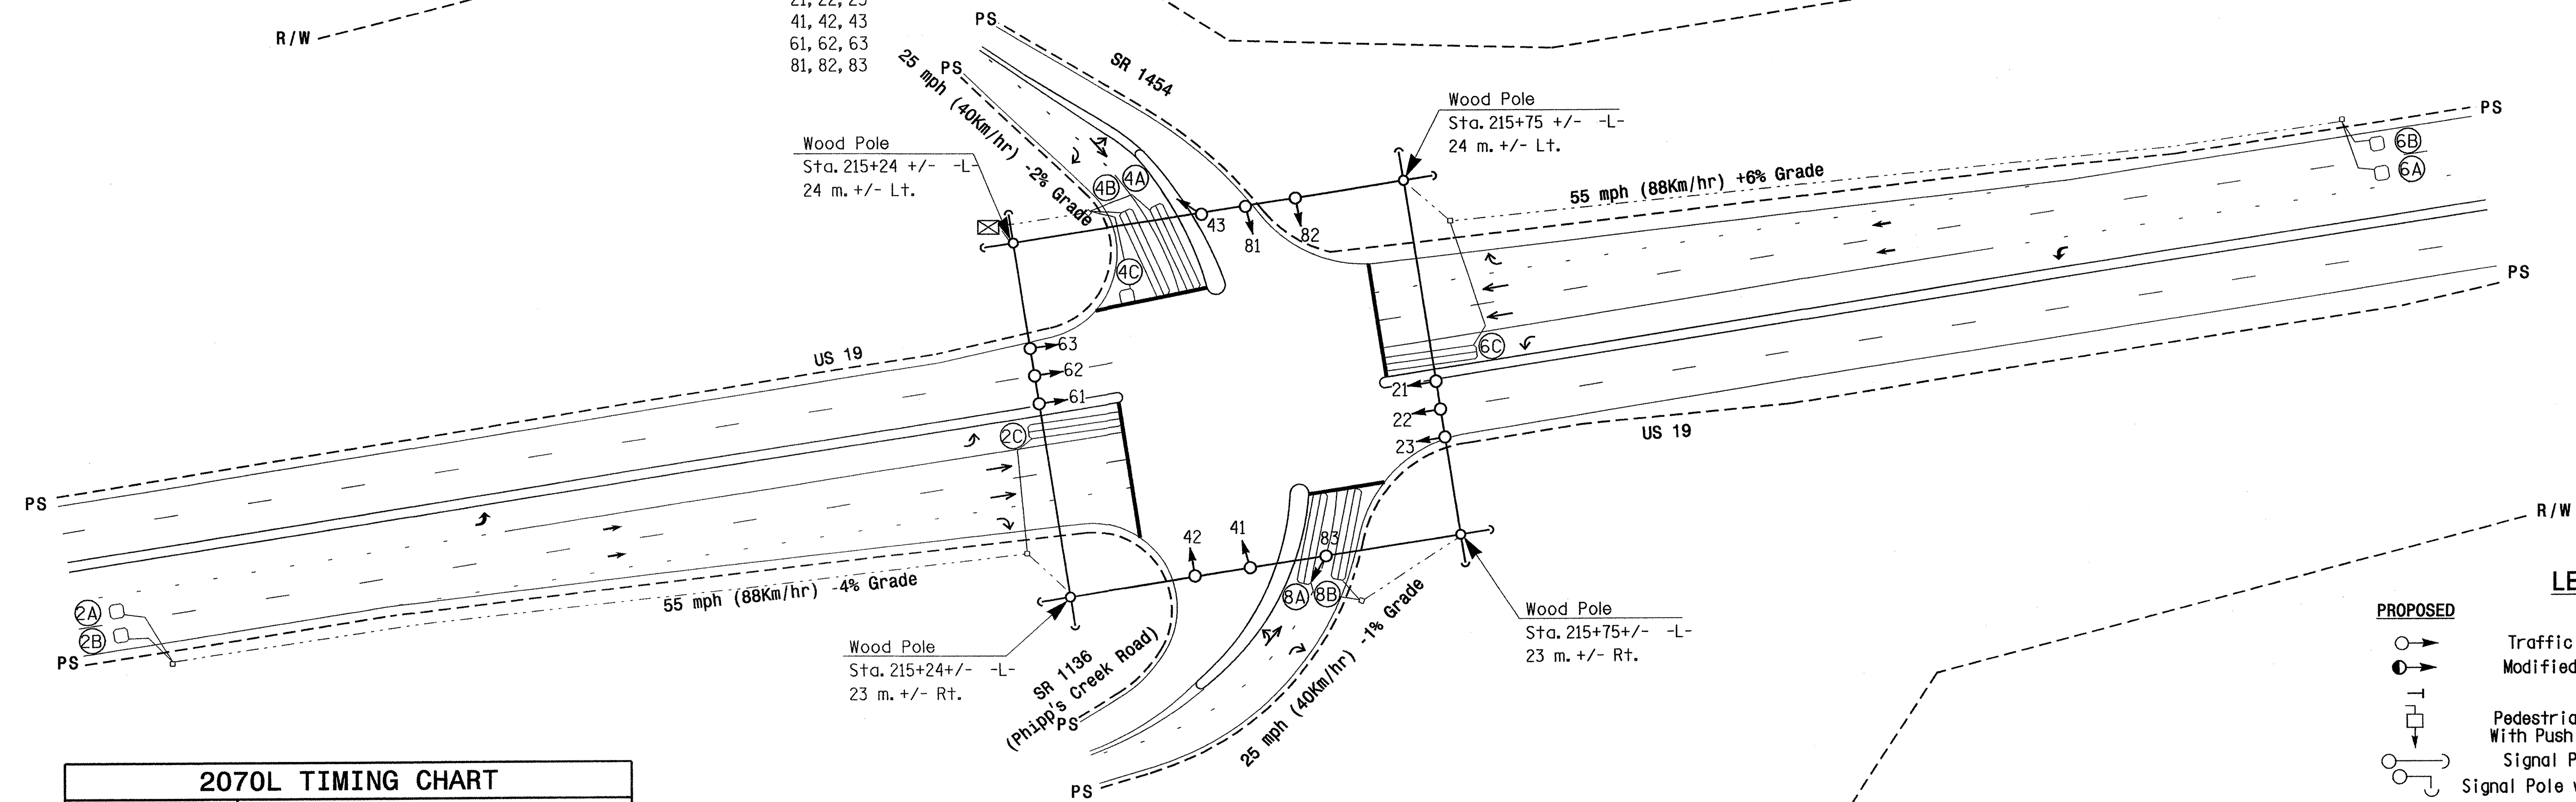 21, 22, 23
41, 42, 43
61, 62, 63
81, 82, 83
R/W
PS
PS
25 mph (40Km/hr) -2% Grade
SR 1454
Wood Pole
Sta. 215+24 +/- -L-
24 m. +/- Lt.
Wood Pole
Sta. 215+75 +/- -L-
24 m. +/- Lt.
4B
4A
4C
43
81
82
55 mph (88Km/hr) +6% Grade
PS
6B
6A
PS
US 19
63
62
61
2C
6C
21
22
23
US 19
PS
2A
2B
PS
55 mph (88Km/hr) -4% Grade
42
41
83
8A
8B
25 mph (40Km/hr) -1% Grade
R/W
Wood Pole
Sta. 215+24+/- -L-
23 m. +/- Rt.
SR 1136
(Phipp's Creek Road)
PS
PS
Wood Pole
Sta. 215+75+/- -L-
23 m. +/- Rt.
2070L TIMING CHART
LE
PROPOSED
Traffic
Modified
Pedestria
With Push
Signal P
Signal Pole